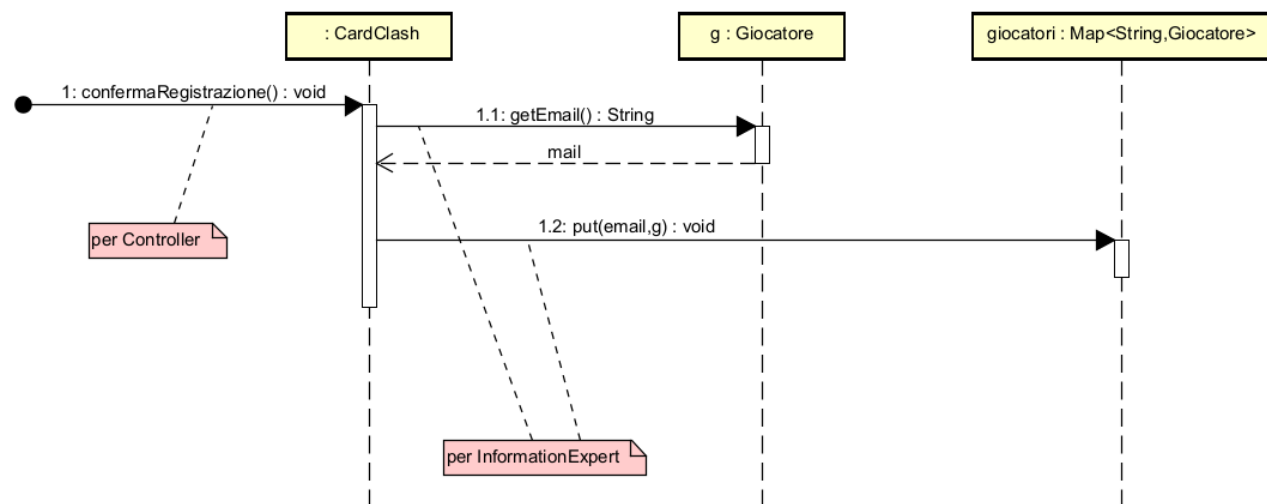 : CardClash
g : Giocatore
giocatori : Map<String,Giocatore>
1: confermaRegistrazione() : void
1.1: getEmail() : String
mail
1.2: put(email,g) : void
per Controller
per InformationExpert